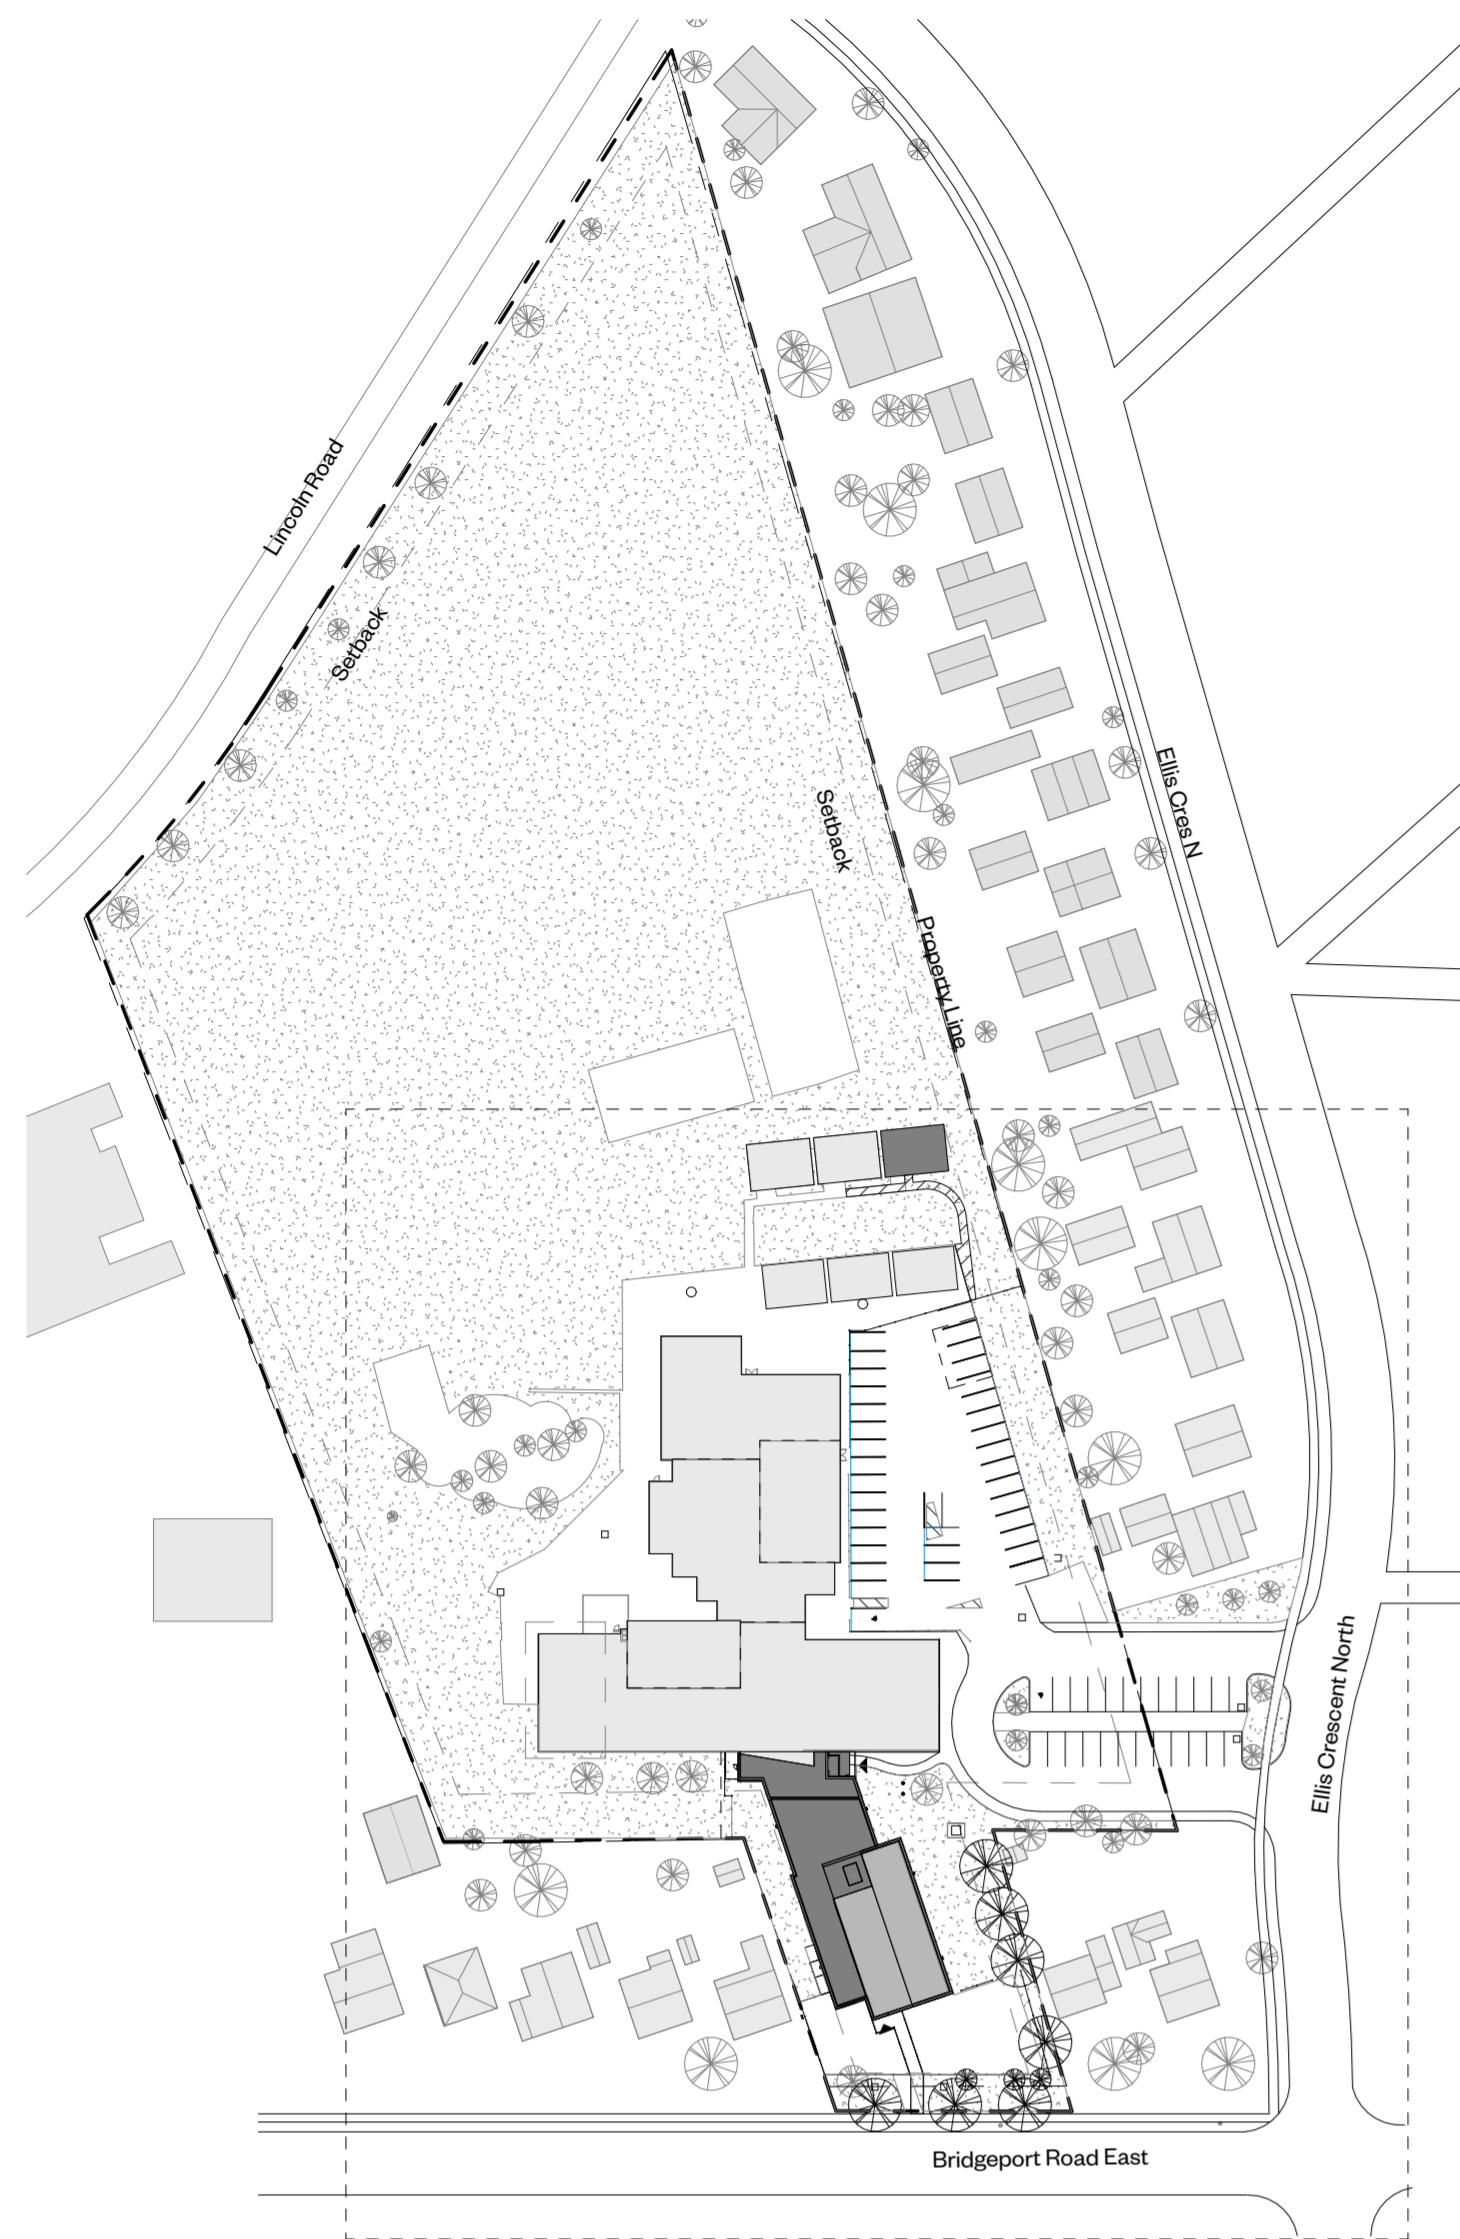 Lincoln Road
Setback
Ellis Cres N
Setback
Property Line
Ellis Crescent North
Bridgeport Road East